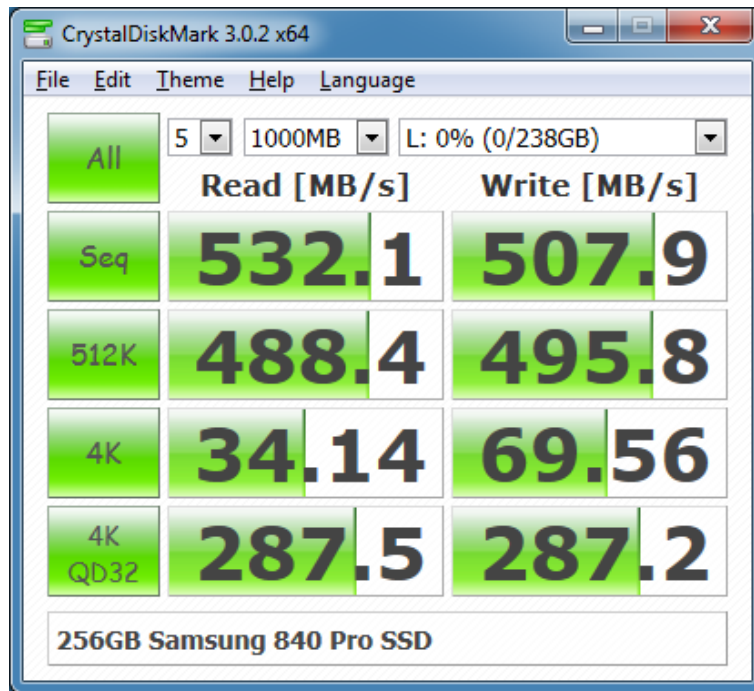 CrystalDiskMark 3.0.2 x64
File Edit Theme Help Language
All 5 1000MB L: 0% (0/238GB)
Read [MB/s] Write [MB/s]
Seq 532.1 507.9
512K 488.4 495.8
4K 34.14 69.56
4K QD32 287.5 287.2
256GB Samsung 840 Pro SSD